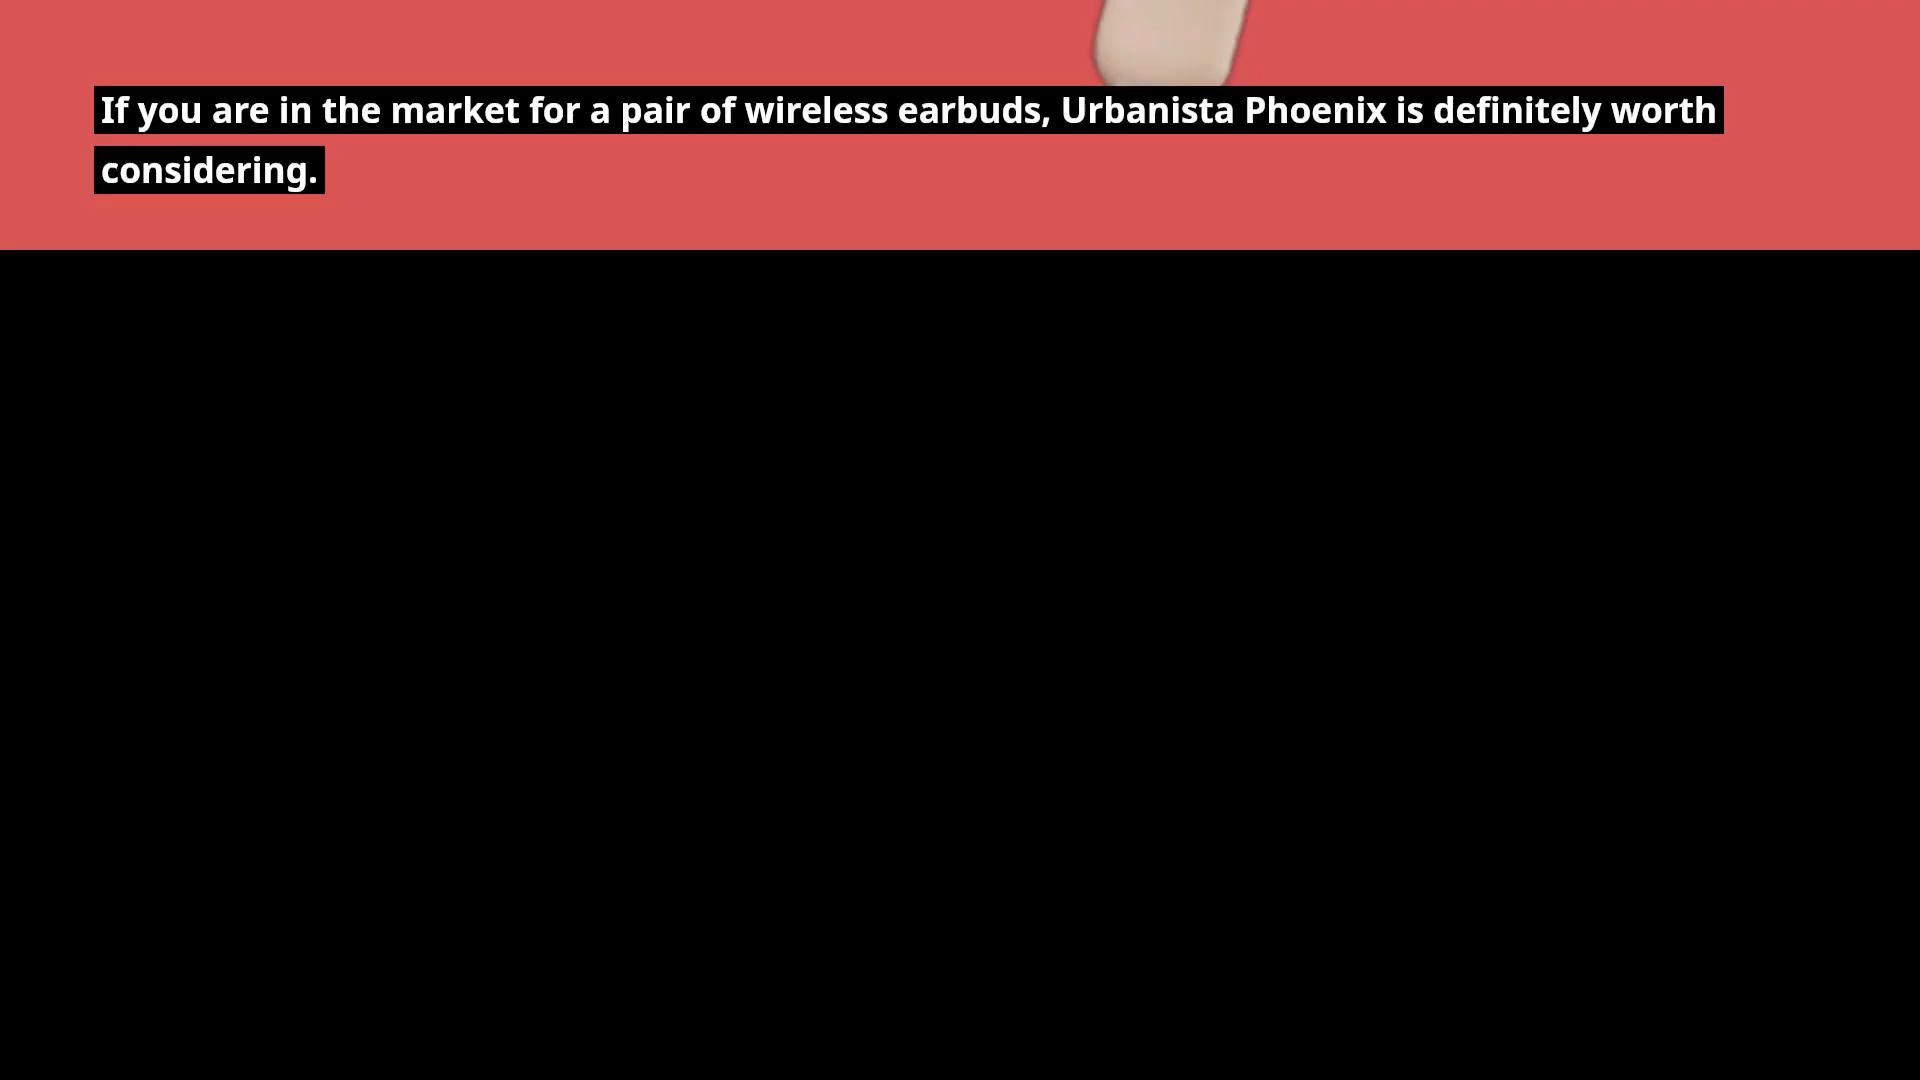 If you are in the market for a pair of wireless earbuds, Urbanista Phoenix is definitely worth
considering.